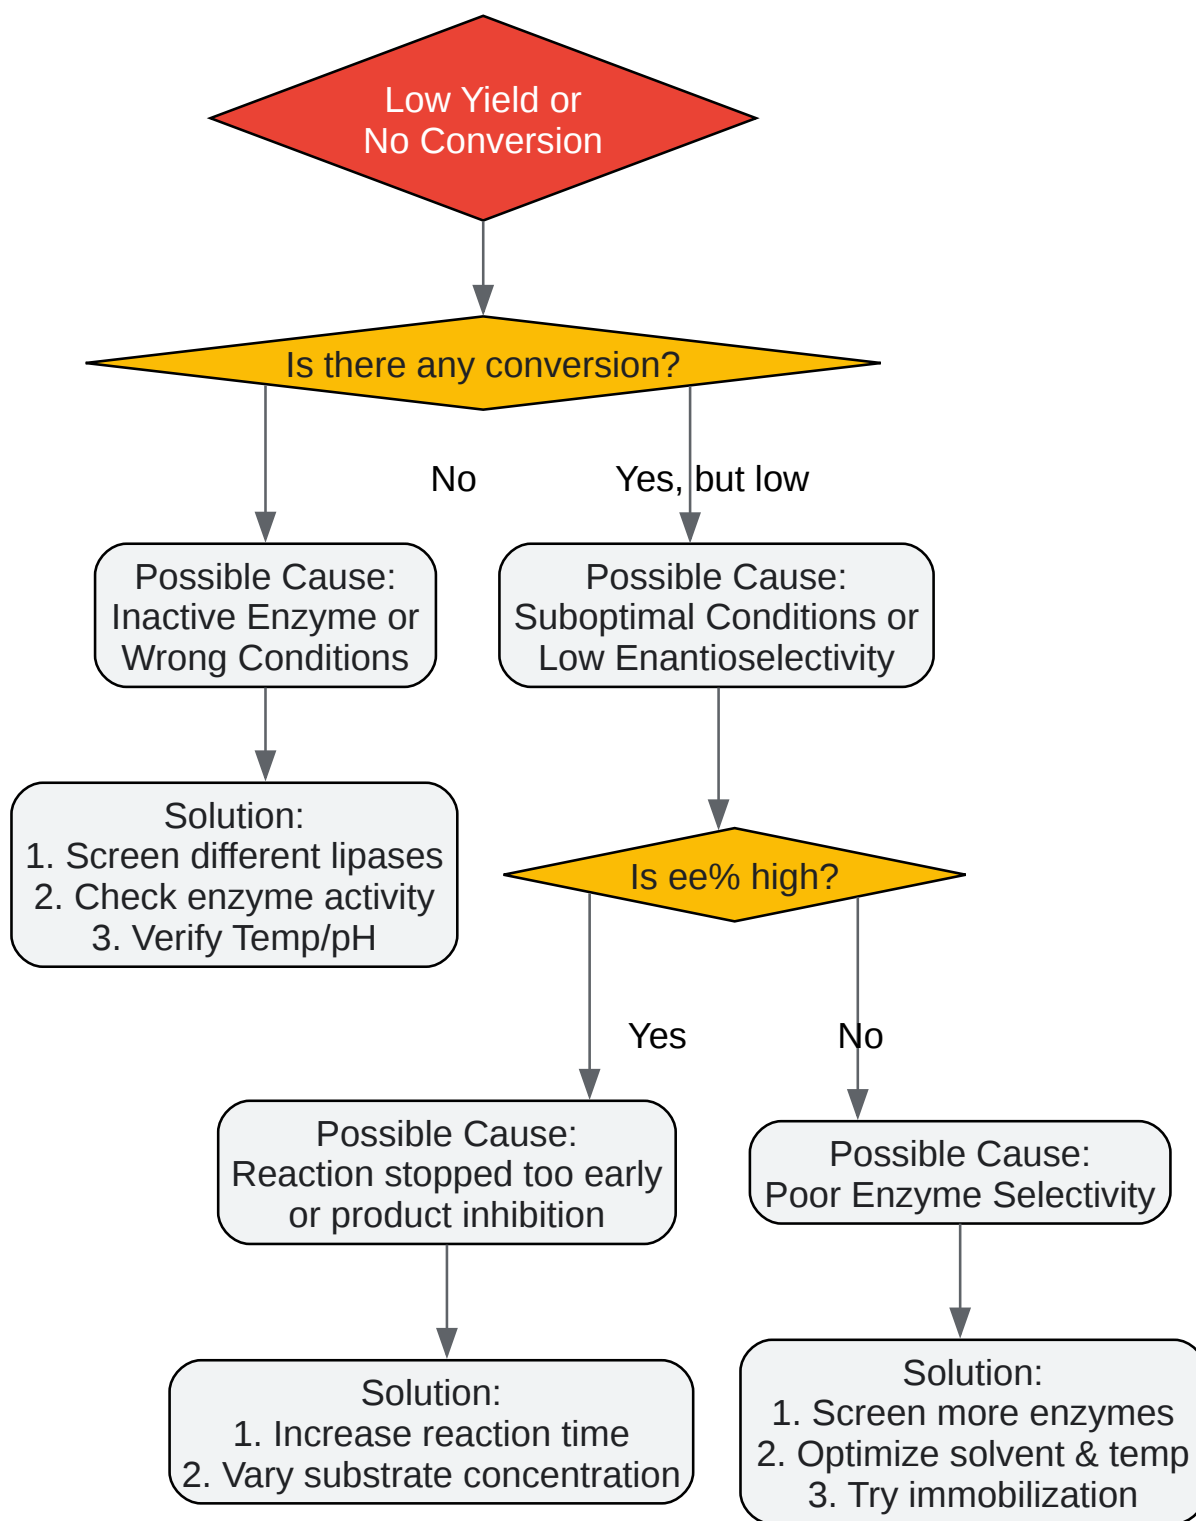 Low Yield or
No Conversion
Is there any conversion?
No
Yes, but low
Possible Cause:
Inactive Enzyme or
Wrong Conditions
Possible Cause:
Suboptimal Conditions or
Low Enantioselectivity
Solution:
1. Screen different lipases
2. Check enzyme activity
3. Verify Temp/pH
Is ee% high?
Yes
No
Possible Cause:
Reaction stopped too early
or product inhibition
Possible Cause:
Poor Enzyme Selectivity
Solution:
1. Increase reaction time
2. Vary substrate concentration
Solution:
1. Screen more enzymes
2. Optimize solvent & temp
3. Try immobilization